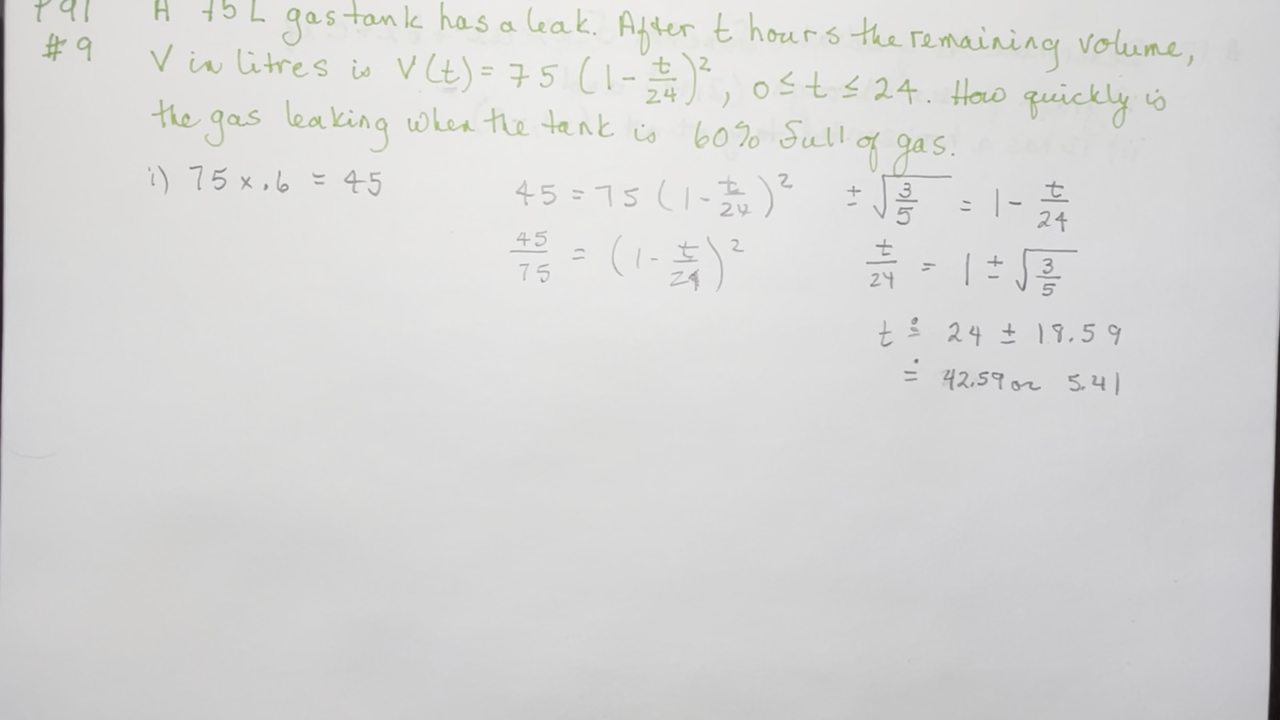 P91 A 75 L gas tank has a leak. After t hours the remaining volume,
#9 V in litres is V(t) = 75 (1 - t/24)², 0 ≤ t ≤ 24. How quickly is
the gas leaking when the tank is 60% full of gas.
i) 75 × .6 = 45
45 = 75 (1 - t/24)²
45/75 = (1 - t/24)²
± √(3/5) = 1 - t/24
t/24 = 1 ± √(3/5)
t ≐ 24 ± 18.59
≐ 42.59 or 5.41